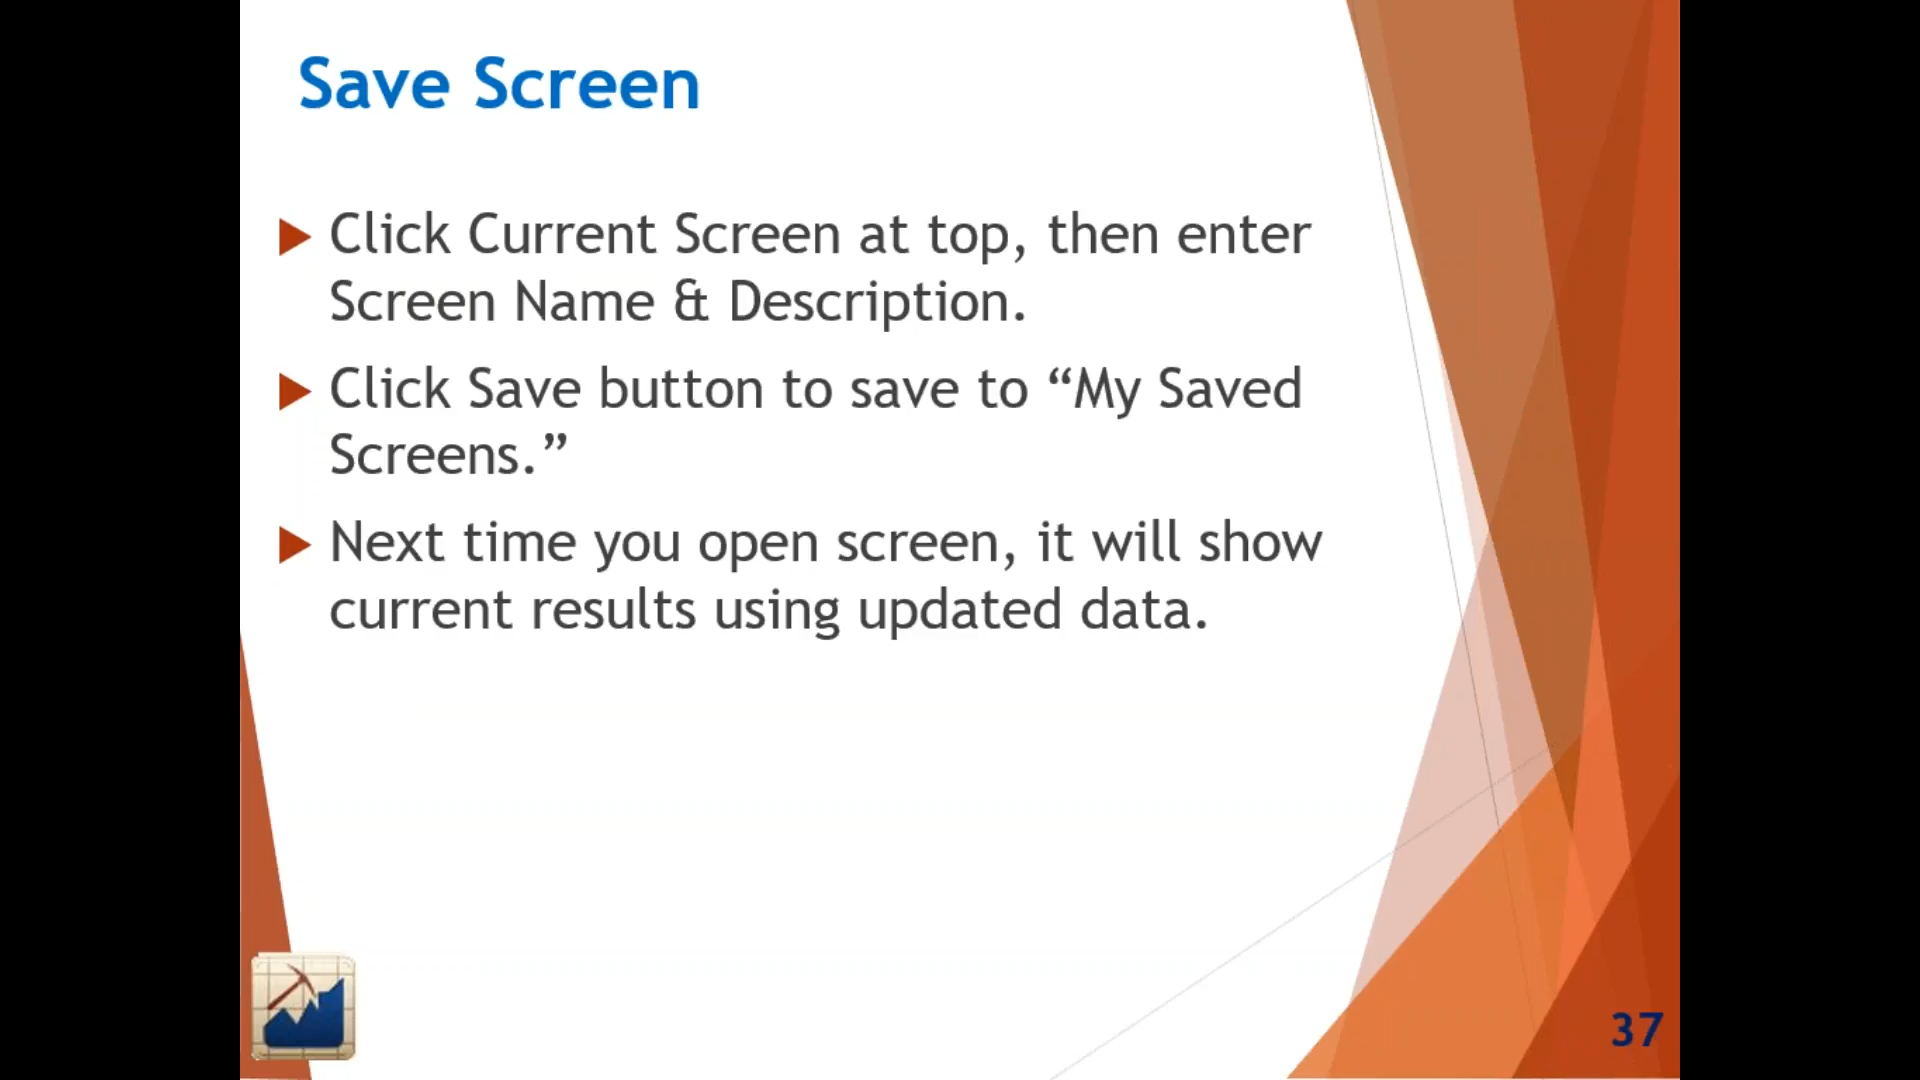 Save Screen
Click Current Screen at top, then enter
Screen Name & Description.
Click Save button to save to “My Saved
Screens.”
Next time you open screen, it will show
current results using updated data.
37